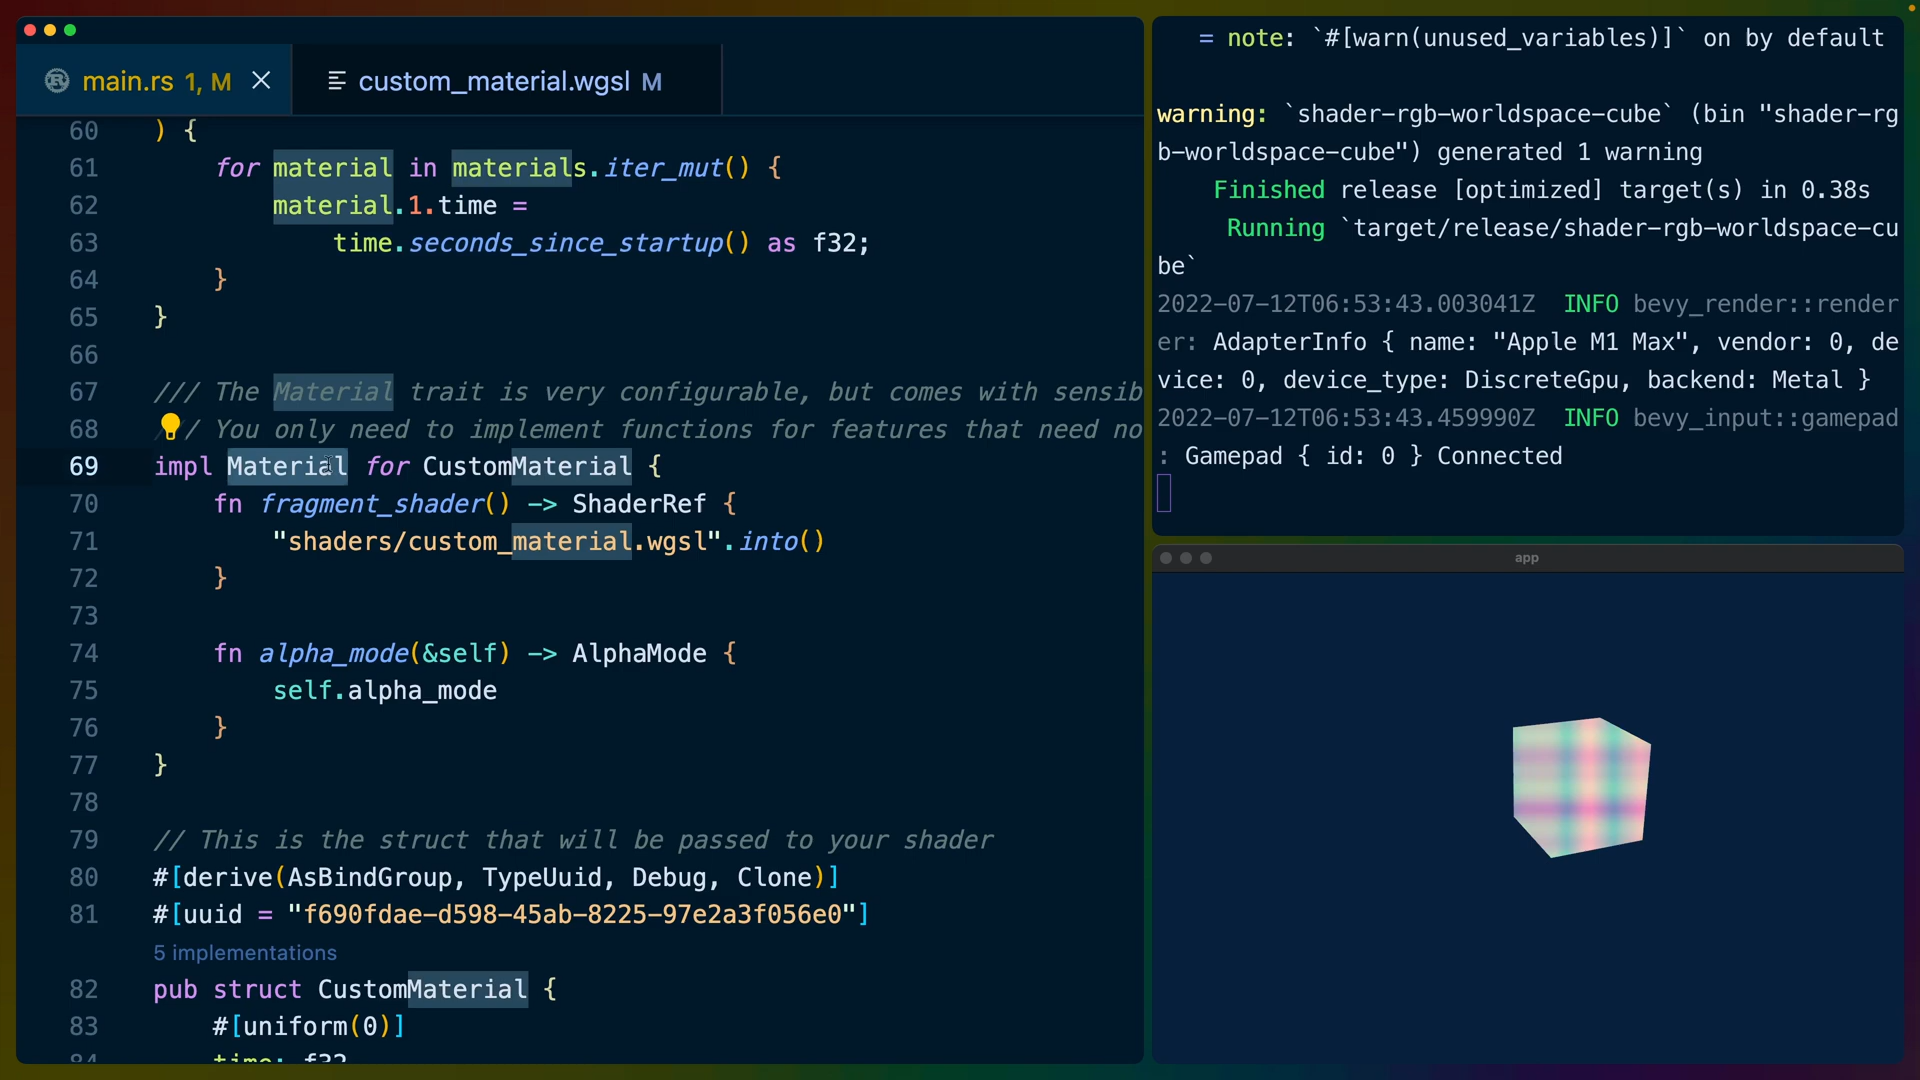 main.rs 1, M
custom_material.wgsl M
60 ) {
61 for material in materials.iter_mut() {
62 material.1.time =
63 time.seconds_since_startup() as f32;
64 }
65 }
66
67 /// The Material trait is very configurable, but comes with sensib
68 // You only need to implement functions for features that need no
69 impl Material for CustomMaterial {
70 fn fragment_shader() -> ShaderRef {
71 "shaders/custom_material.wgsl".into()
72 }
73
74 fn alpha_mode(&self) -> AlphaMode {
75 self.alpha_mode
76 }
77 }
78
79 // This is the struct that will be passed to your shader
80 #[derive(AsBindGroup, TypeUuid, Debug, Clone)]
81 #[uuid = "f690fdae-d598-45ab-8225-97e2a3f056e0"]
5 implementations
82 pub struct CustomMaterial {
83 #[uniform(0)]
84 time: f32
= note: `#[warn(unused_variables)]` on by default
warning: `shader-rgb-worldspace-cube` (bin "shader-rg
b-worldspace-cube") generated 1 warning
Finished release [optimized] target(s) in 0.38s
Running `target/release/shader-rgb-worldspace-cu
be`
2022-07-12T06:53:43.003041Z INFO bevy_render::render
er: AdapterInfo { name: "Apple M1 Max", vendor: 0, de
vice: 0, device_type: DiscreteGpu, backend: Metal }
2022-07-12T06:53:43.459990Z INFO bevy_input::gamepad
: Gamepad { id: 0 } Connected
app